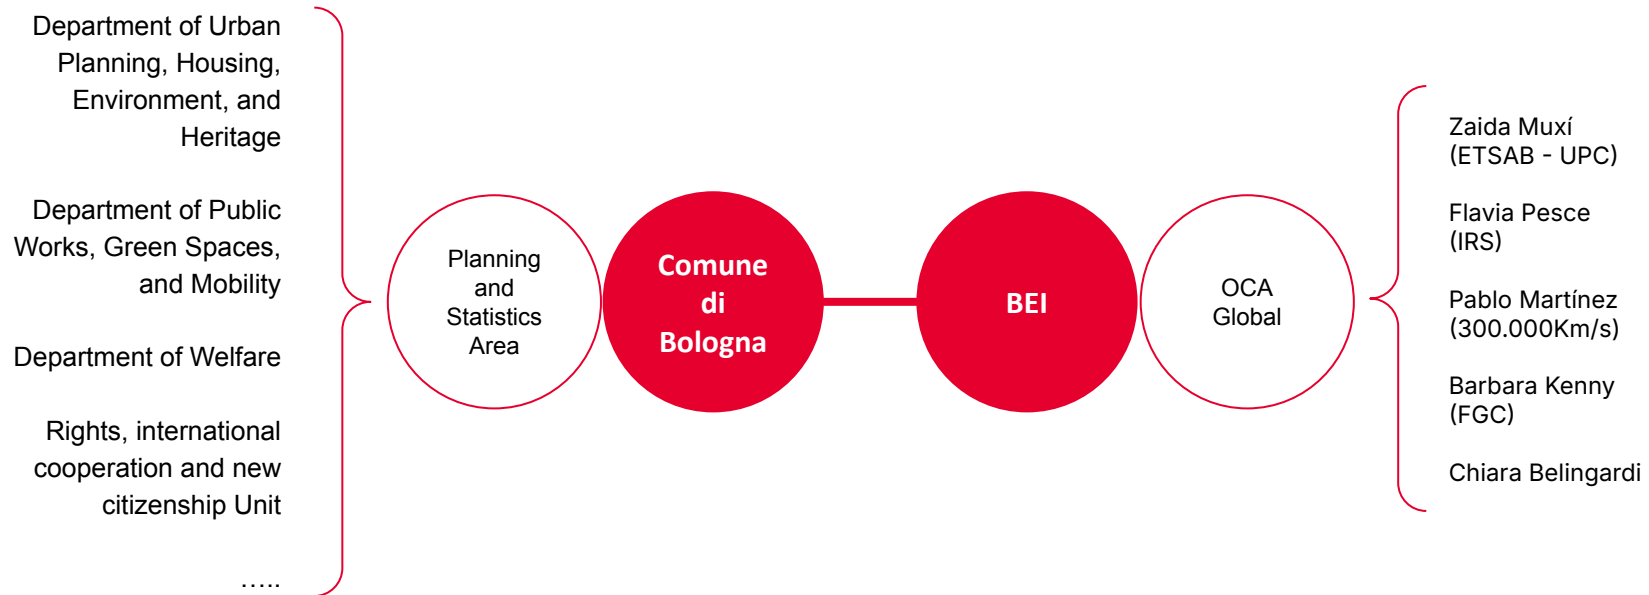 Department of Urban
Planning, Housing,
Environment, and
Heritage
Department of Public
Works, Green Spaces,
and Mobility
Department of Welfare
Rights, international
cooperation and new
citizenship Unit
…..
Planning
and
Statistics
Area
Comune
di
Bologna
BEI
OCA
Global
Zaida Muxí
(ETSAB - UPC)
Flavia Pesce
(IRS)
Pablo Martínez
(300.000Km/s)
Barbara Kenny
(FGC)
Chiara Belingardi